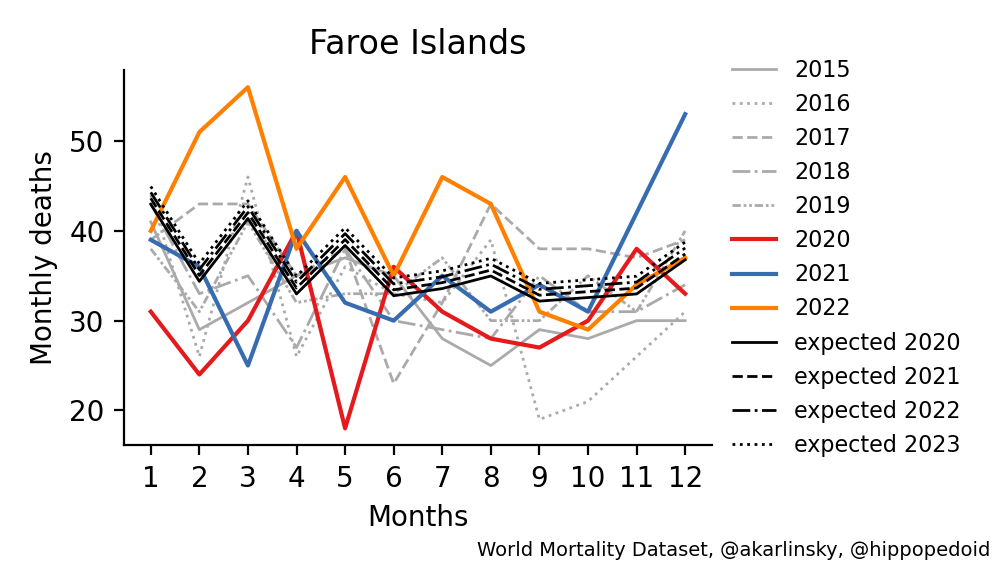 Faroe Islands
Monthly deaths
50
40
30
20
1 2 3 4 5 6 7 8 9 10 11 12
Months
2015
2016
2017
2018
2019
2020
2021
2022
expected 2020
expected 2021
expected 2022
expected 2023
World Mortality Dataset, @akarlinsky, @hippopedoid